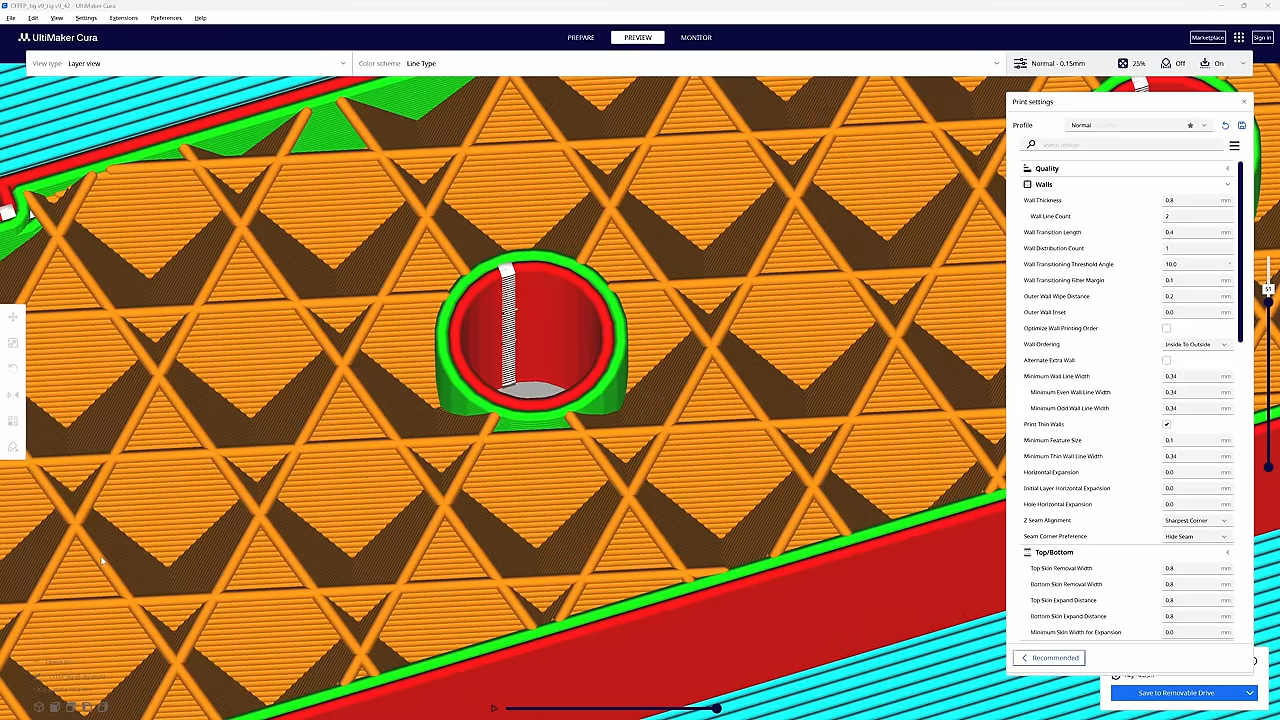 CFFFP_Jig v9_Jig v9_42 - UltiMaker Cura
File Edit View Settings Extensions Preferences Help
UltiMaker Cura PREPARE PREVIEW MONITOR Marketplace Sign in
View type Layer view Color scheme Line Type Normal - 0.15mm 25% Off On
Print settings
Profile Normal
Search settings
Quality
Walls
Wall Thickness 0.8 mm
Wall Line Count 2
Wall Transition Length 0.4 mm
Wall Distribution Count 1
Wall Transitioning Threshold Angle 10.0 °
Wall Transitioning Filter Margin 0.1 mm
Outer Wall Wipe Distance 0.2 mm
51
Outer Wall Inset 0.0 mm
Optimize Wall Printing Order
Wall Ordering Inside To Outside
Alternate Extra Wall
Minimum Wall Line Width 0.34 mm
Minimum Even Wall Line Width 0.34 mm
Minimum Odd Wall Line Width 0.34 mm
Print Thin Walls
Minimum Feature Size 0.1 mm
Minimum Thin Wall Line Width 0.34 mm
Horizontal Expansion 0.0 mm
Initial Layer Horizontal Expansion 0.0 mm
Hole Horizontal Expansion 0.0 mm
Z Seam Alignment Sharpest Corner
Seam Corner Preference Hide Seam
Top/Bottom
Top Skin Removal Width 0.8 mm
Bottom Skin Removal Width 0.8 mm
Top Skin Expand Distance 0.8 mm
Bottom Skin Expand Distance 0.8 mm
Minimum Skin Width for Expansion 0.0 mm
Recommended
Save to Removable Drive